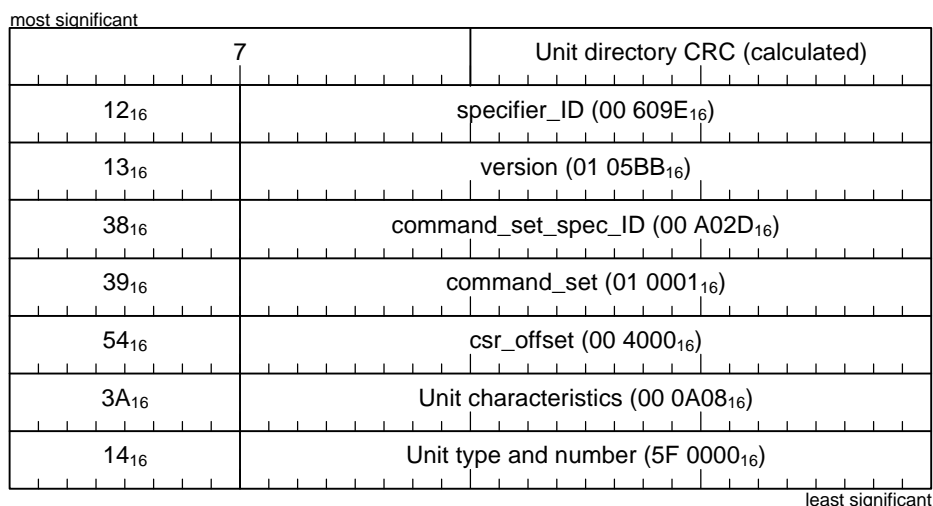 most significant
7 Unit directory CRC (calculated)
12₁₆ specifier_ID (00 609E₁₆)
13₁₆ version (01 05BB₁₆)
38₁₆ command_set_spec_ID (00 A02D₁₆)
39₁₆ command_set (01 0001₁₆)
54₁₆ csr_offset (00 4000₁₆)
3A₁₆ Unit characteristics (00 0A08₁₆)
14₁₆ Unit type and number (5F 0000₁₆)
least significant